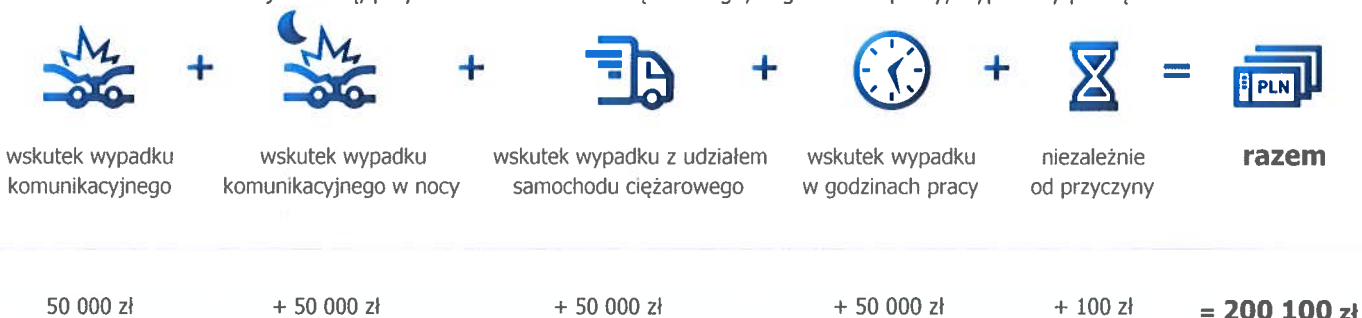 + + + + =
PLN
wskutek wypadku
komunikacyjnego
wskutek wypadku
komunikacyjnego w nocy
wskutek wypadku z udziałem
samochodu ciężarowego
wskutek wypadku
w godzinach pracy
niezależnie
od przyczyny
razem
50 000 zł + 50 000 zł + 50 000 zł + 50 000 zł + 100 zł = 200 100 zł